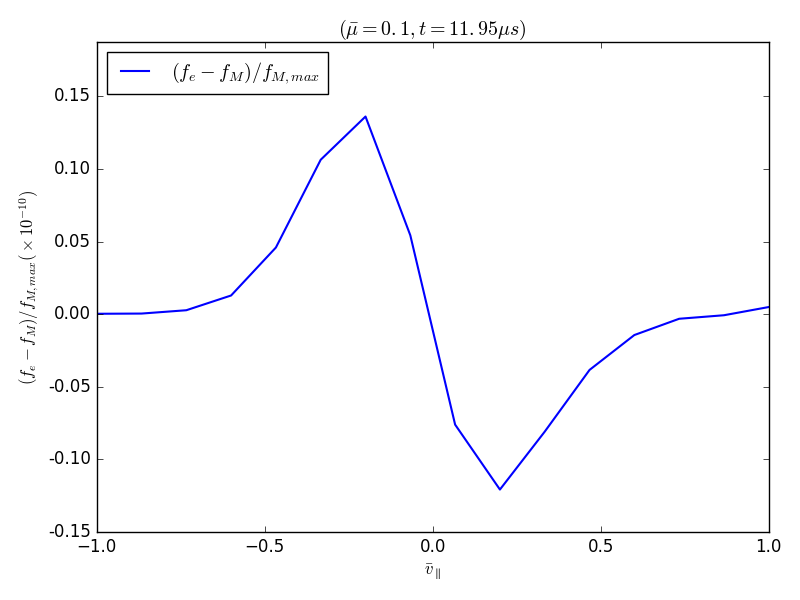 (μ̄ = 0.1, t = 11.95μs)
(f_e − f_M)/f_{M,max}
(f_e − f_M)/f_{M,max}(×10^{−10})
0.15
0.10
0.05
0.00
-0.05
-0.10
-0.15
−1.0 −0.5 0.0 0.5 1.0
v̄_∥